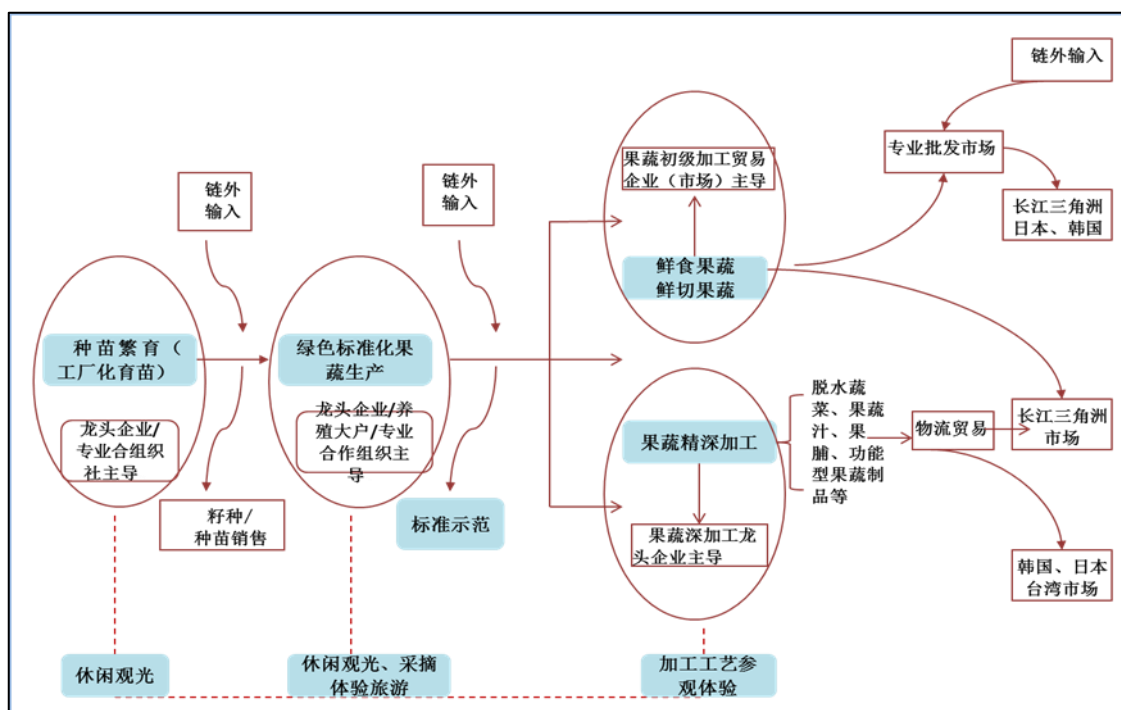 链外输入
专业批发市场
果蔬初级加工贸易
企业（市场）主导
链外
输入
链外
输入
长江三角洲
日本、韩国
鲜食果蔬
鲜切果蔬
种苗繁育（
工厂化育苗）
绿色标准化果
蔬生产
脱水蔬
菜、果蔬
汁、果
脯、功能
型果蔬制
品等
龙头企业/
专业合组织
社主导
龙头企业/养
殖大户/专业
合作组织主
导
果蔬精深加工
物流贸易
长江三角洲
市场
籽种/
种苗销售
标准示范
果蔬深加工龙
头企业主导
韩国、日本
台湾市场
休闲观光
休闲观光、采摘
体验旅游
加工工艺参
观体验